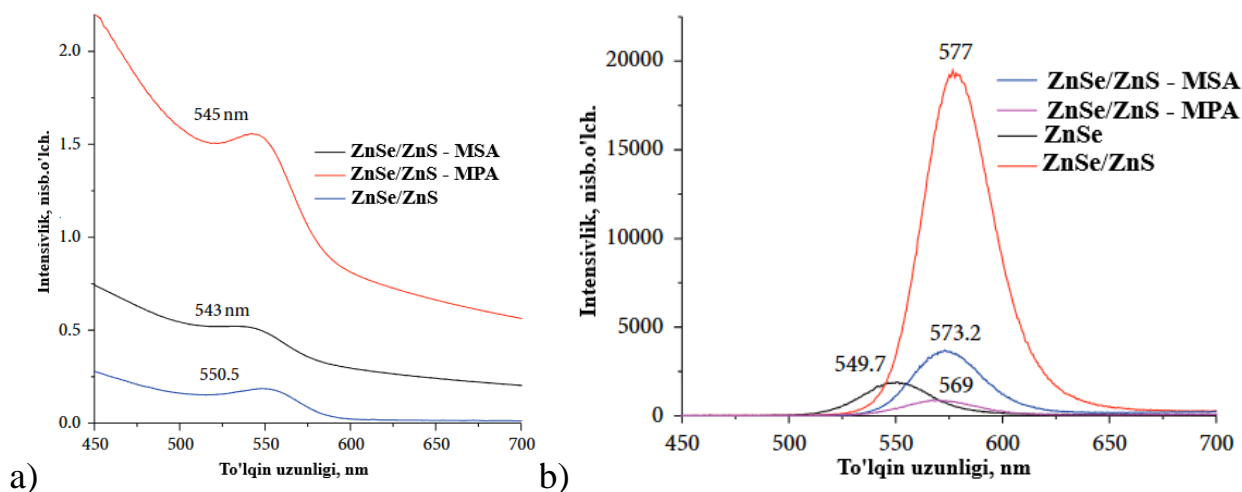 2.0
1.5
1.0
0.5
0.0
545 nm
543 nm
550.5
ZnSe/ZnS - MSA
ZnSe/ZnS - MPA
ZnSe/ZnS
Intensivlik, nisb.o'lch.
450 500 550 600 650 700
To'lqin uzunligi, nm
a)
20000
15000
10000
5000
0
577
573.2
549.7
569
ZnSe/ZnS - MSA
ZnSe/ZnS - MPA
ZnSe
ZnSe/ZnS
Intensivlik, nisb.o'lch.
450 500 550 600 650 700
To'lqin uzunligi, nm
b)